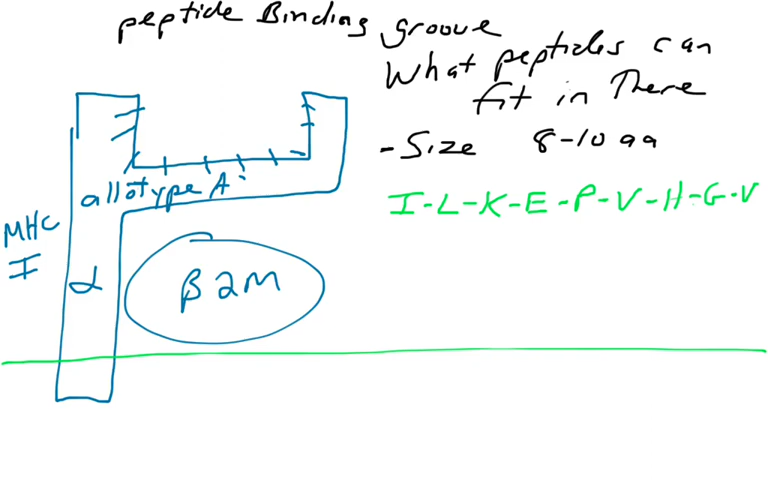 peptide Binding groove
What peptides can
fit in There
- Size 8-10 aa
I-L-K-E-P-V-H-G-V
allotype A
MHC
I
α
β2M